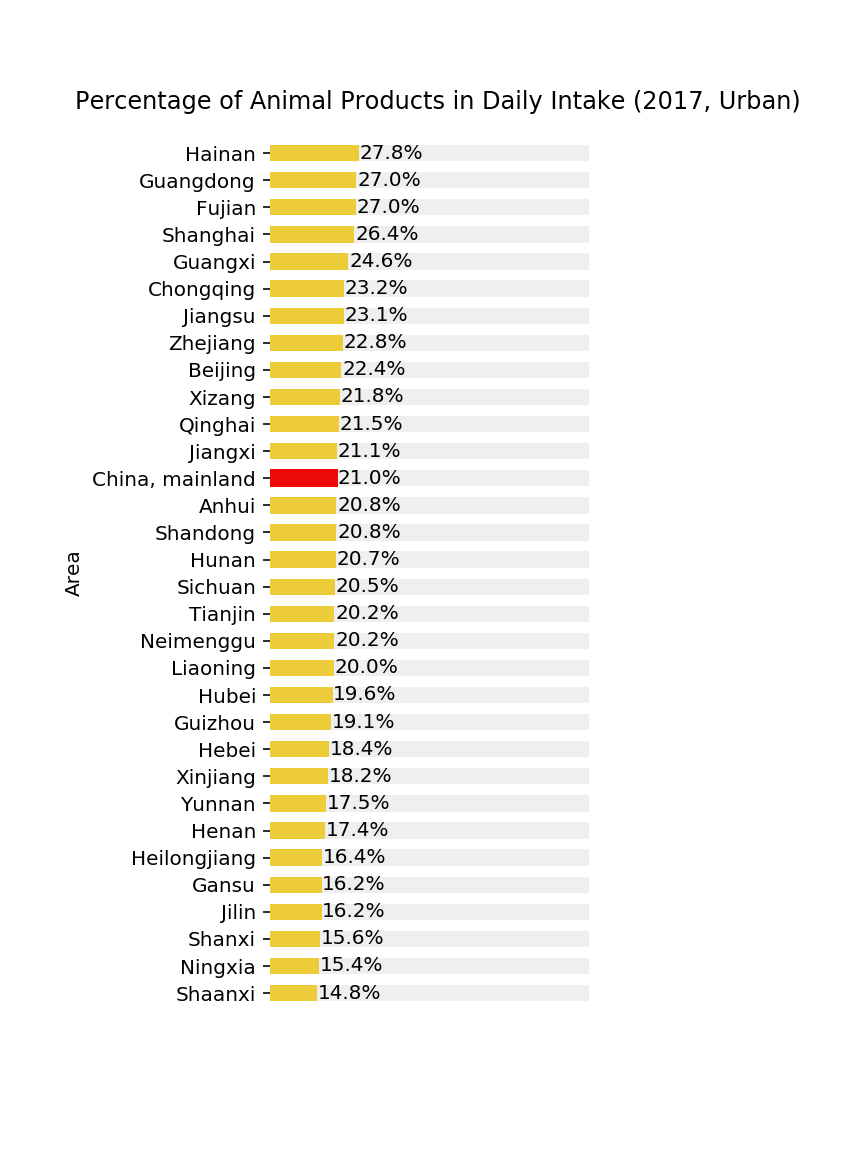 Percentage of Animal Products in Daily Intake (2017, Urban)
Hainan 27.8%
Guangdong 27.0%
Fujian 27.0%
Shanghai 26.4%
Guangxi 24.6%
Chongqing 23.2%
Jiangsu 23.1%
Zhejiang 22.8%
Beijing 22.4%
Xizang 21.8%
Qinghai 21.5%
Jiangxi 21.1%
China, mainland 21.0%
Anhui 20.8%
Shandong 20.8%
Hunan 20.7%
Area
Sichuan 20.5%
Tianjin 20.2%
Neimenggu 20.2%
Liaoning 20.0%
Hubei 19.6%
Guizhou 19.1%
Hebei 18.4%
Xinjiang 18.2%
Yunnan 17.5%
Henan 17.4%
Heilongjiang 16.4%
Gansu 16.2%
Jilin 16.2%
Shanxi 15.6%
Ningxia 15.4%
Shaanxi 14.8%